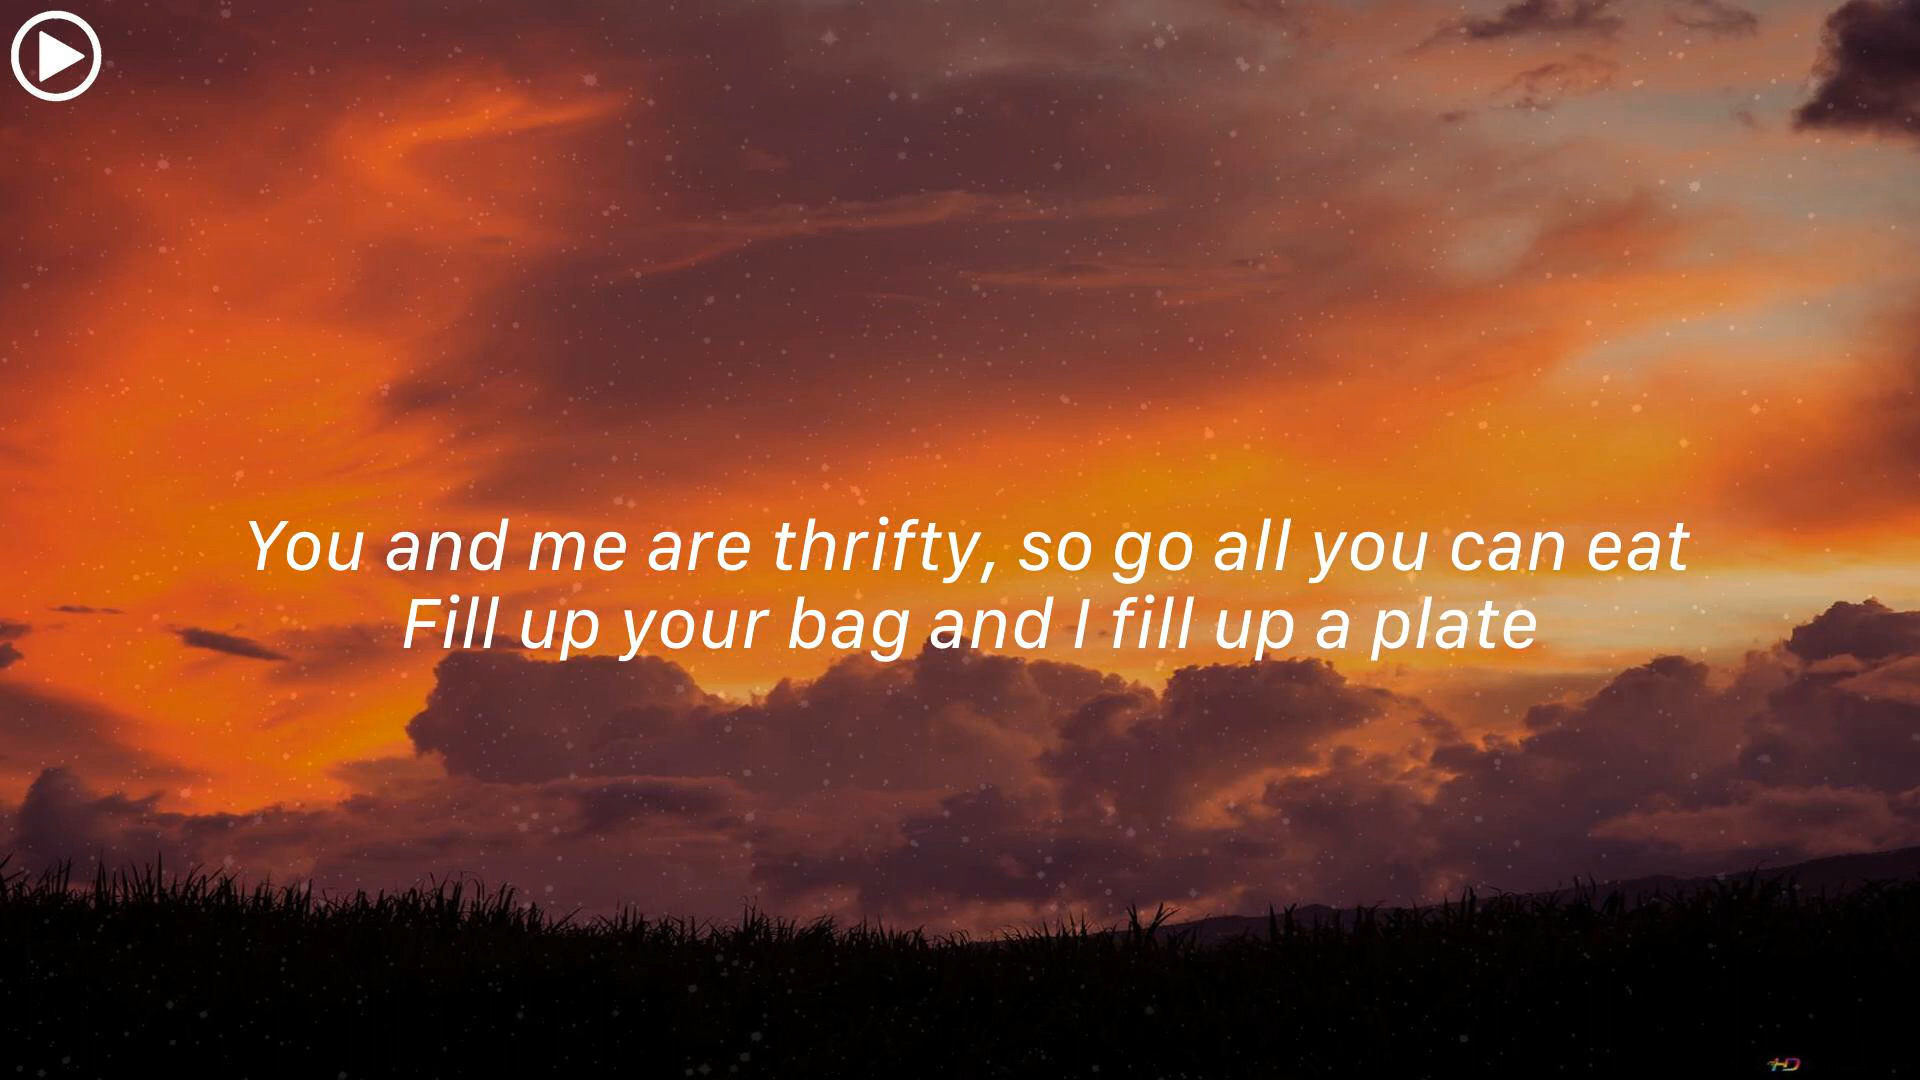 You and me are thrifty, so go all you can eat
Fill up your bag and I fill up a plate
HD